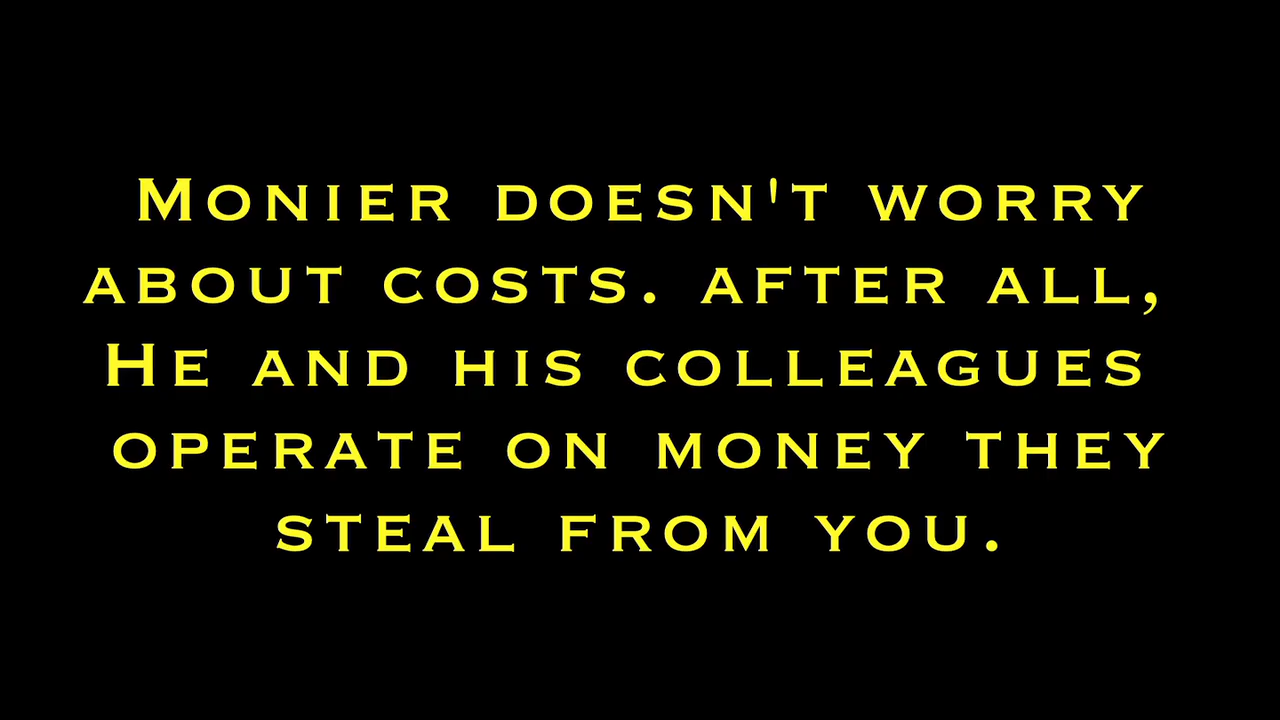 Monier doesn't worry
about costs. after all,
He and his colleagues
operate on money they
steal from you.